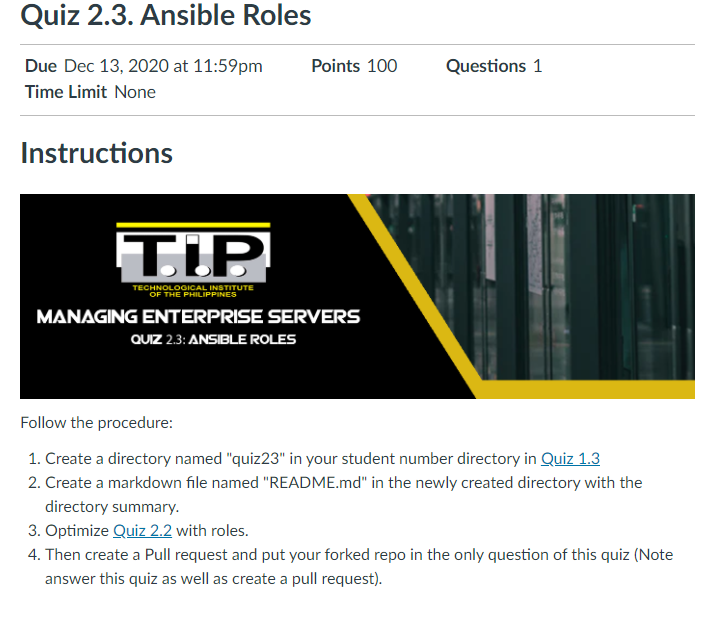 Quiz 2.3. Ansible Roles
Due Dec 13, 2020 at 11:59pm Points 100 Questions 1
Time Limit None
Instructions
T.I.P.
TECHNOLOGICAL INSTITUTE
OF THE PHILIPPINES
MANAGING ENTERPRISE SERVERS
QUIZ 2.3: ANSIBLE ROLES
Follow the procedure:
1. Create a directory named "quiz23" in your student number directory in Quiz 1.3
2. Create a markdown file named "README.md" in the newly created directory with the
directory summary.
3. Optimize Quiz 2.2 with roles.
4. Then create a Pull request and put your forked repo in the only question of this quiz (Note
answer this quiz as well as create a pull request).